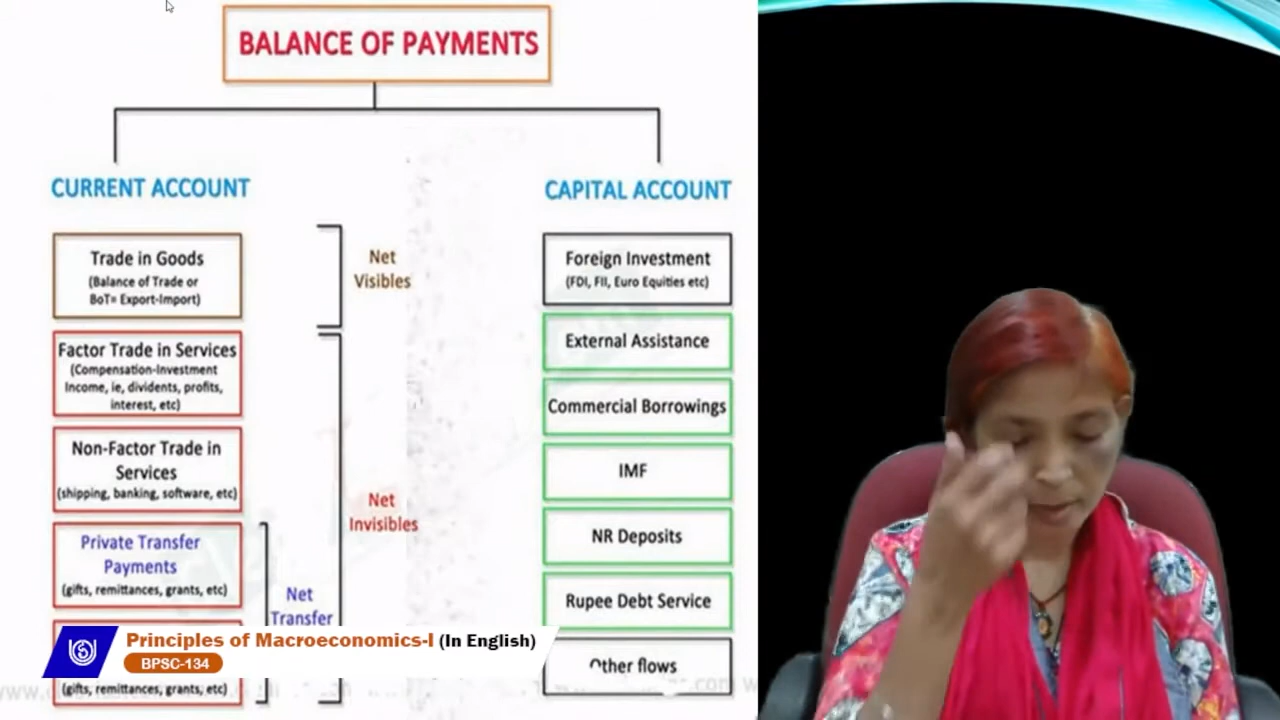 BALANCE OF PAYMENTS
CURRENT ACCOUNT
Trade in Goods
(Balance of Trade or
BoT= Export-Import)
Factor Trade in Services
(Compensation-Investment
Income, ie, dividents, profits,
interest, etc)
Non-Factor Trade in
Services
(shipping, banking, software, etc)
Private Transfer
Payments
(gifts, remittances, grants, etc)
(gifts, remittances, grants, etc)
Net
Visibles
Net
Invisibles
Net
Transfer
CAPITAL ACCOUNT
Foreign Investment
(FDI, FII, Euro Equities etc)
External Assistance
Commercial Borrowings
IMF
NR Deposits
Rupee Debt Service
Other flows
Principles of Macroeconomics-I (In English)
BPSC-134